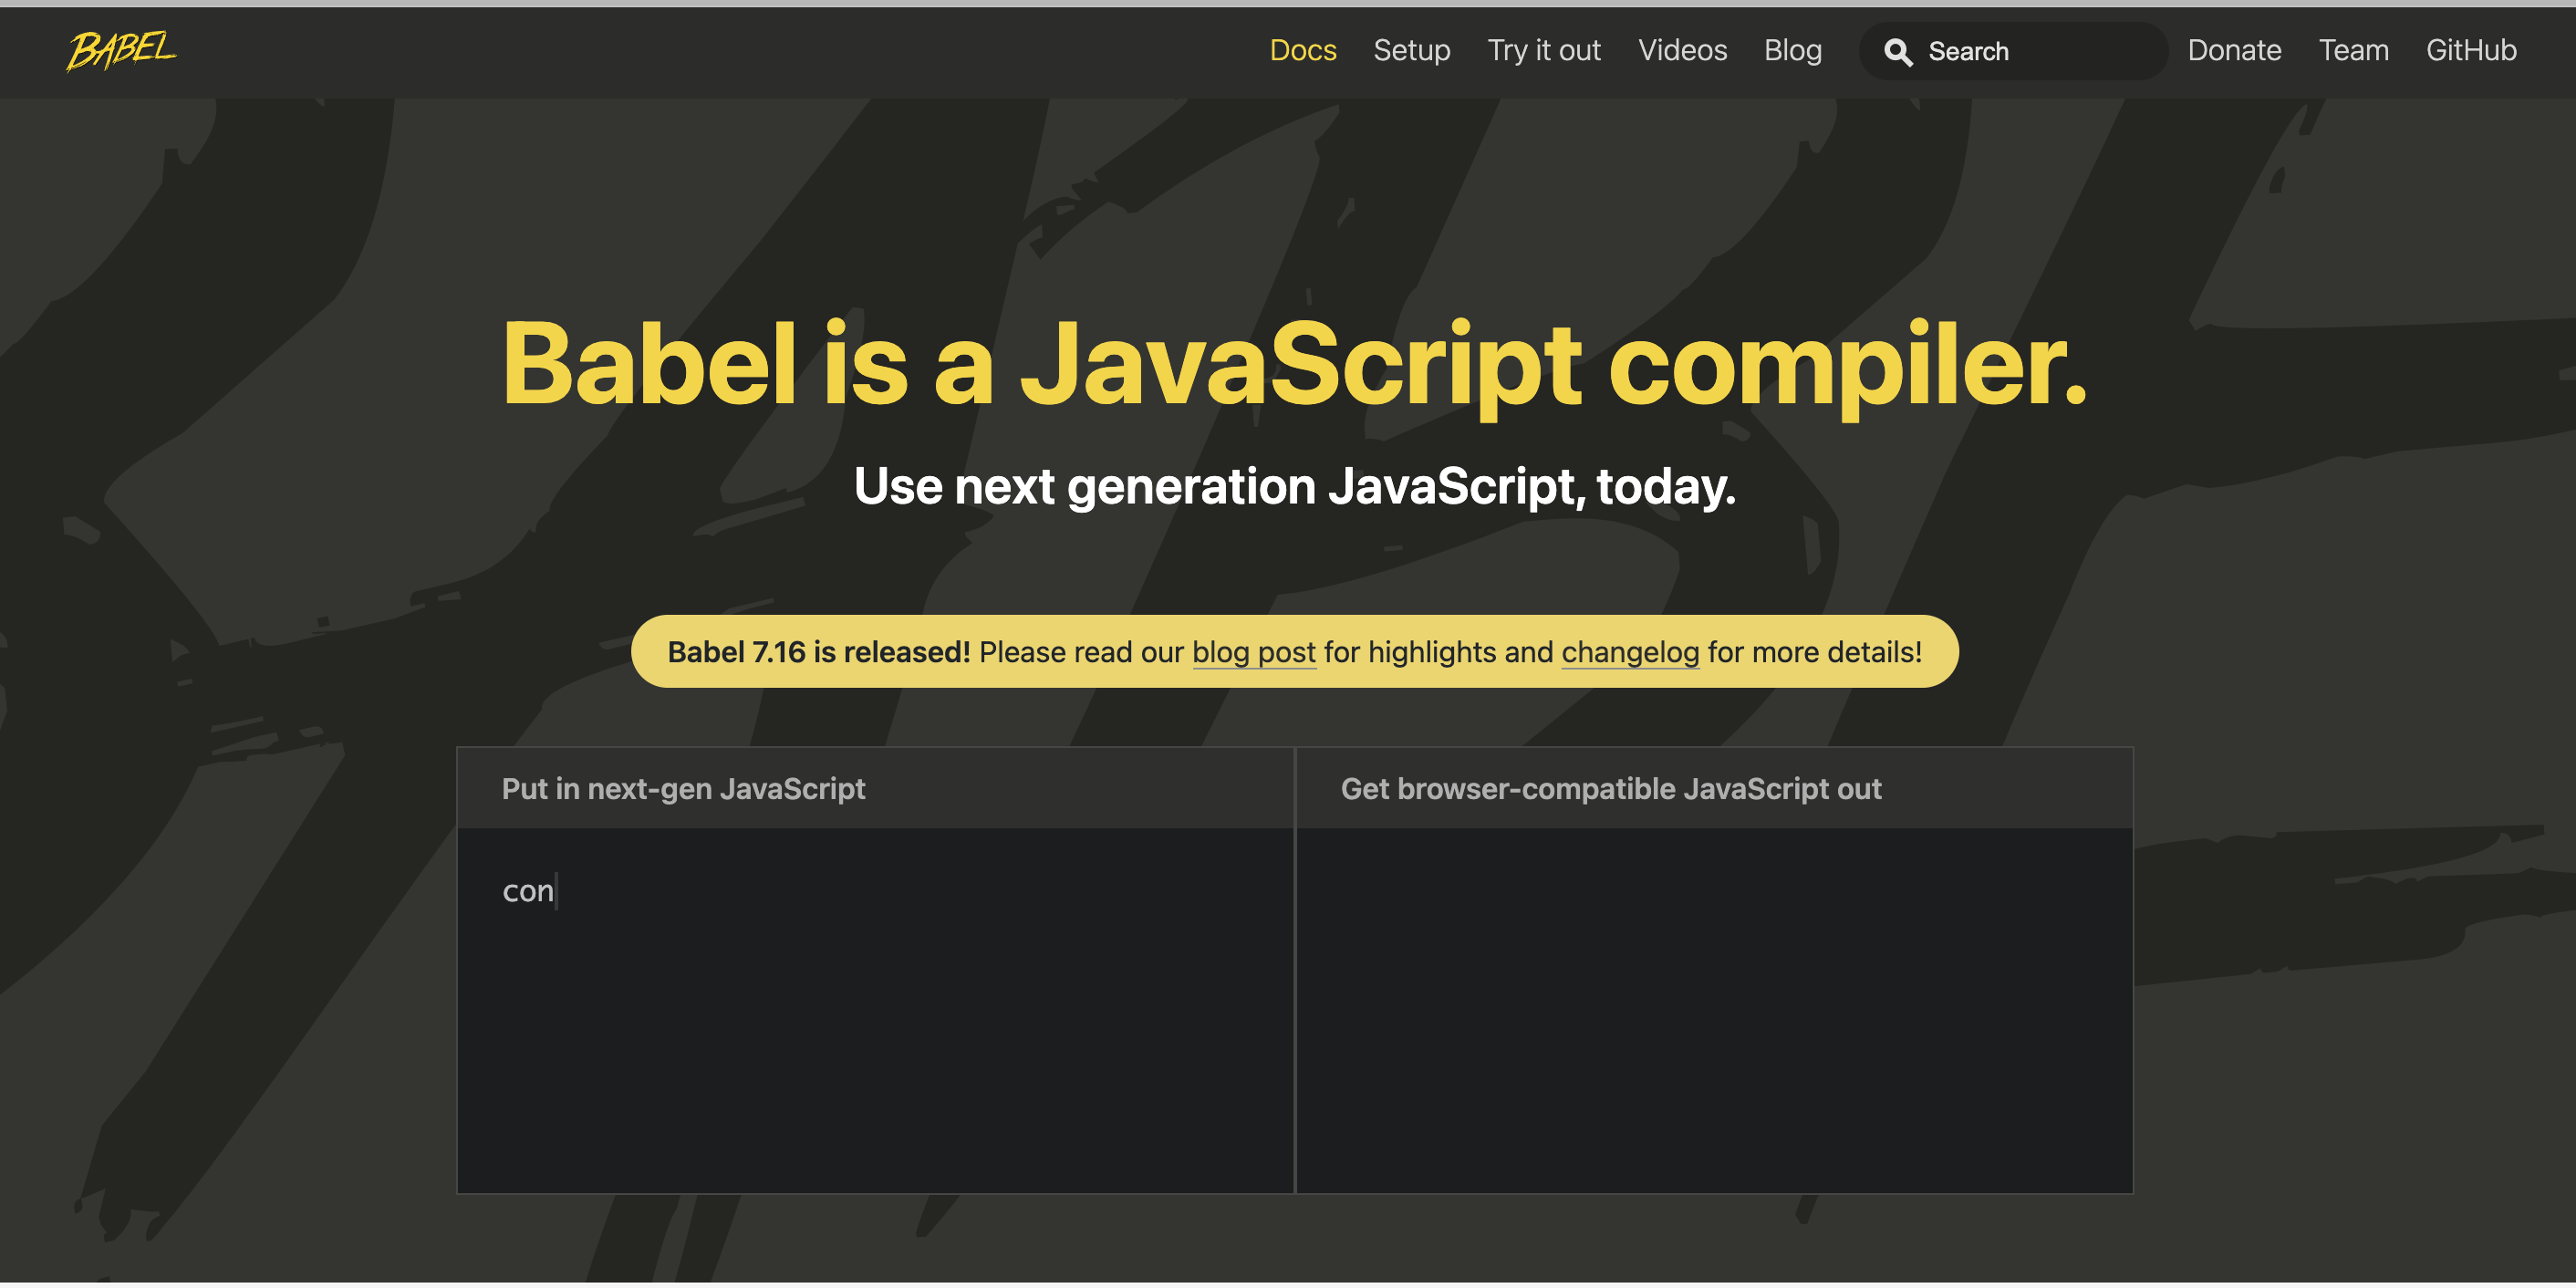 BABEL
Docs Setup Try it out Videos Blog Search Donate Team GitHub
Babel is a JavaScript compiler.
Use next generation JavaScript, today.
Babel 7.16 is released! Please read our blog post for highlights and changelog for more details!
Put in next-gen JavaScript
Get browser-compatible JavaScript out
con